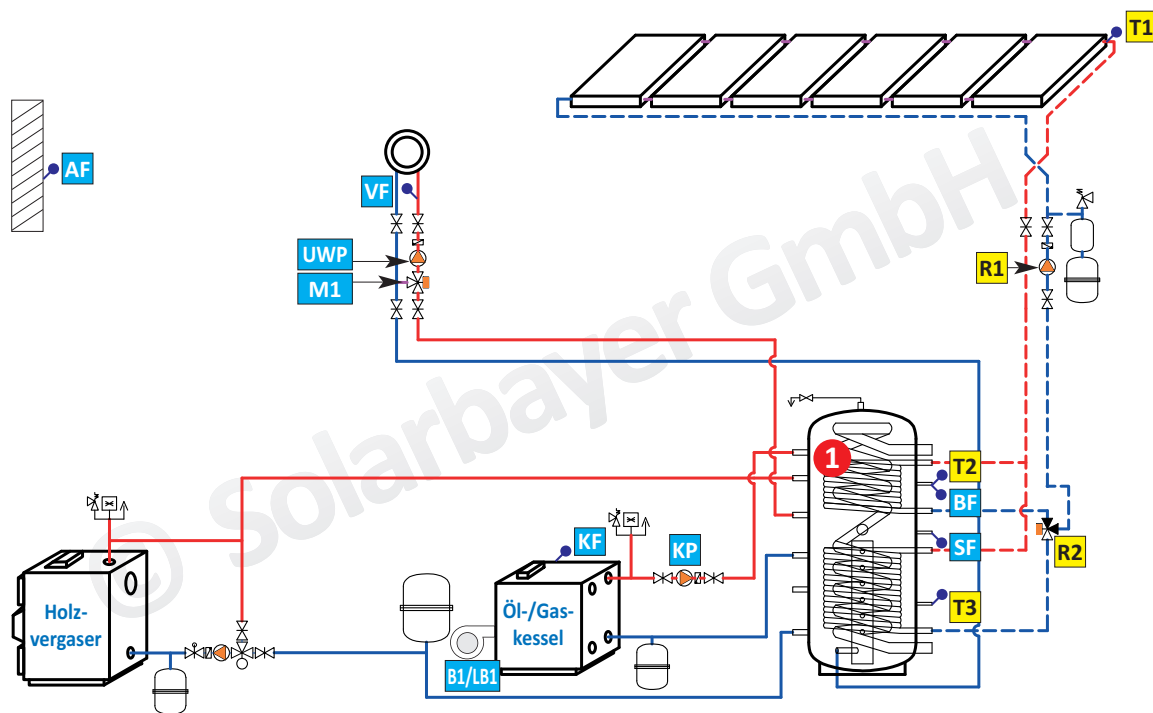 T1
AF
VF
UWP
M1
R1
© Solarbayer GmbH
1
T2
BF
SF
R2
T3
KF
KP
Holz-
vergaser
Öl-/Gas-
kessel
B1/LB1